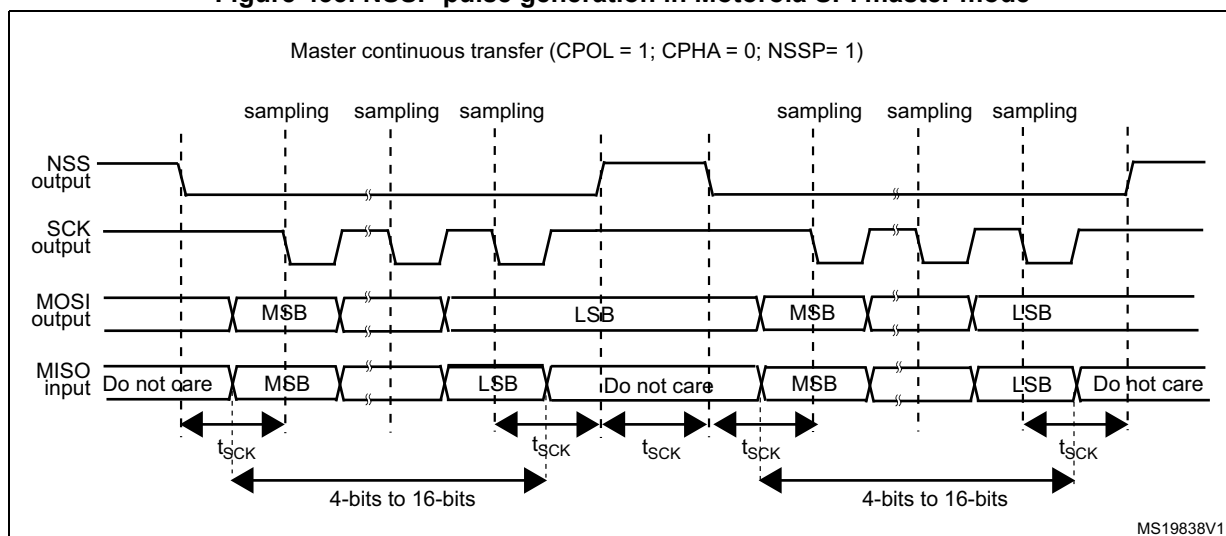 Master continuous transfer (CPOL = 1; CPHA = 0; NSSP= 1)
sampling sampling sampling sampling sampling sampling
NSS
output
SCK
output
MOSI
output
MSB LSB MSB LSB
MISO
input
Do not care MSB LSB Do not care MSB LSB Do not care
tSCK tSCK tSCK tSCK tSCK
4-bits to 16-bits 4-bits to 16-bits
MS19838V1